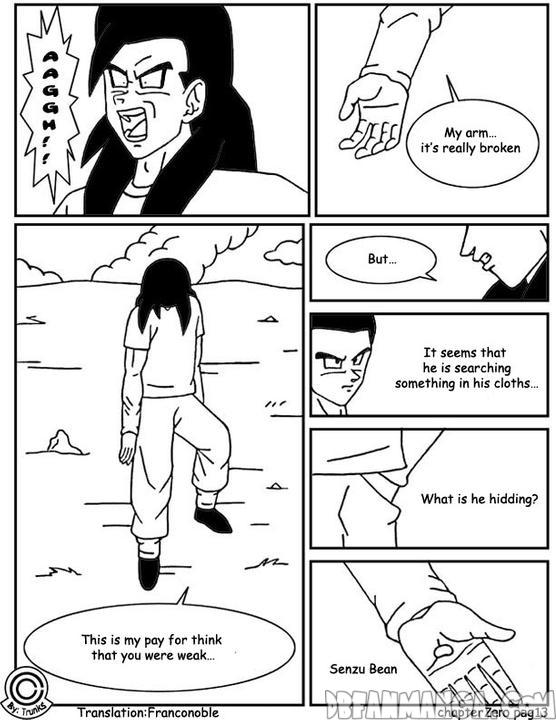 AAGGH!!
My arm...
it's really broken
But...
It seems that
he is searching
something in his cloths...
What is he hidding?
This is my pay for think
that you were weak...
Senzu Bean
By: Trunks
Translation:Franconoble
chapter Zero pag13